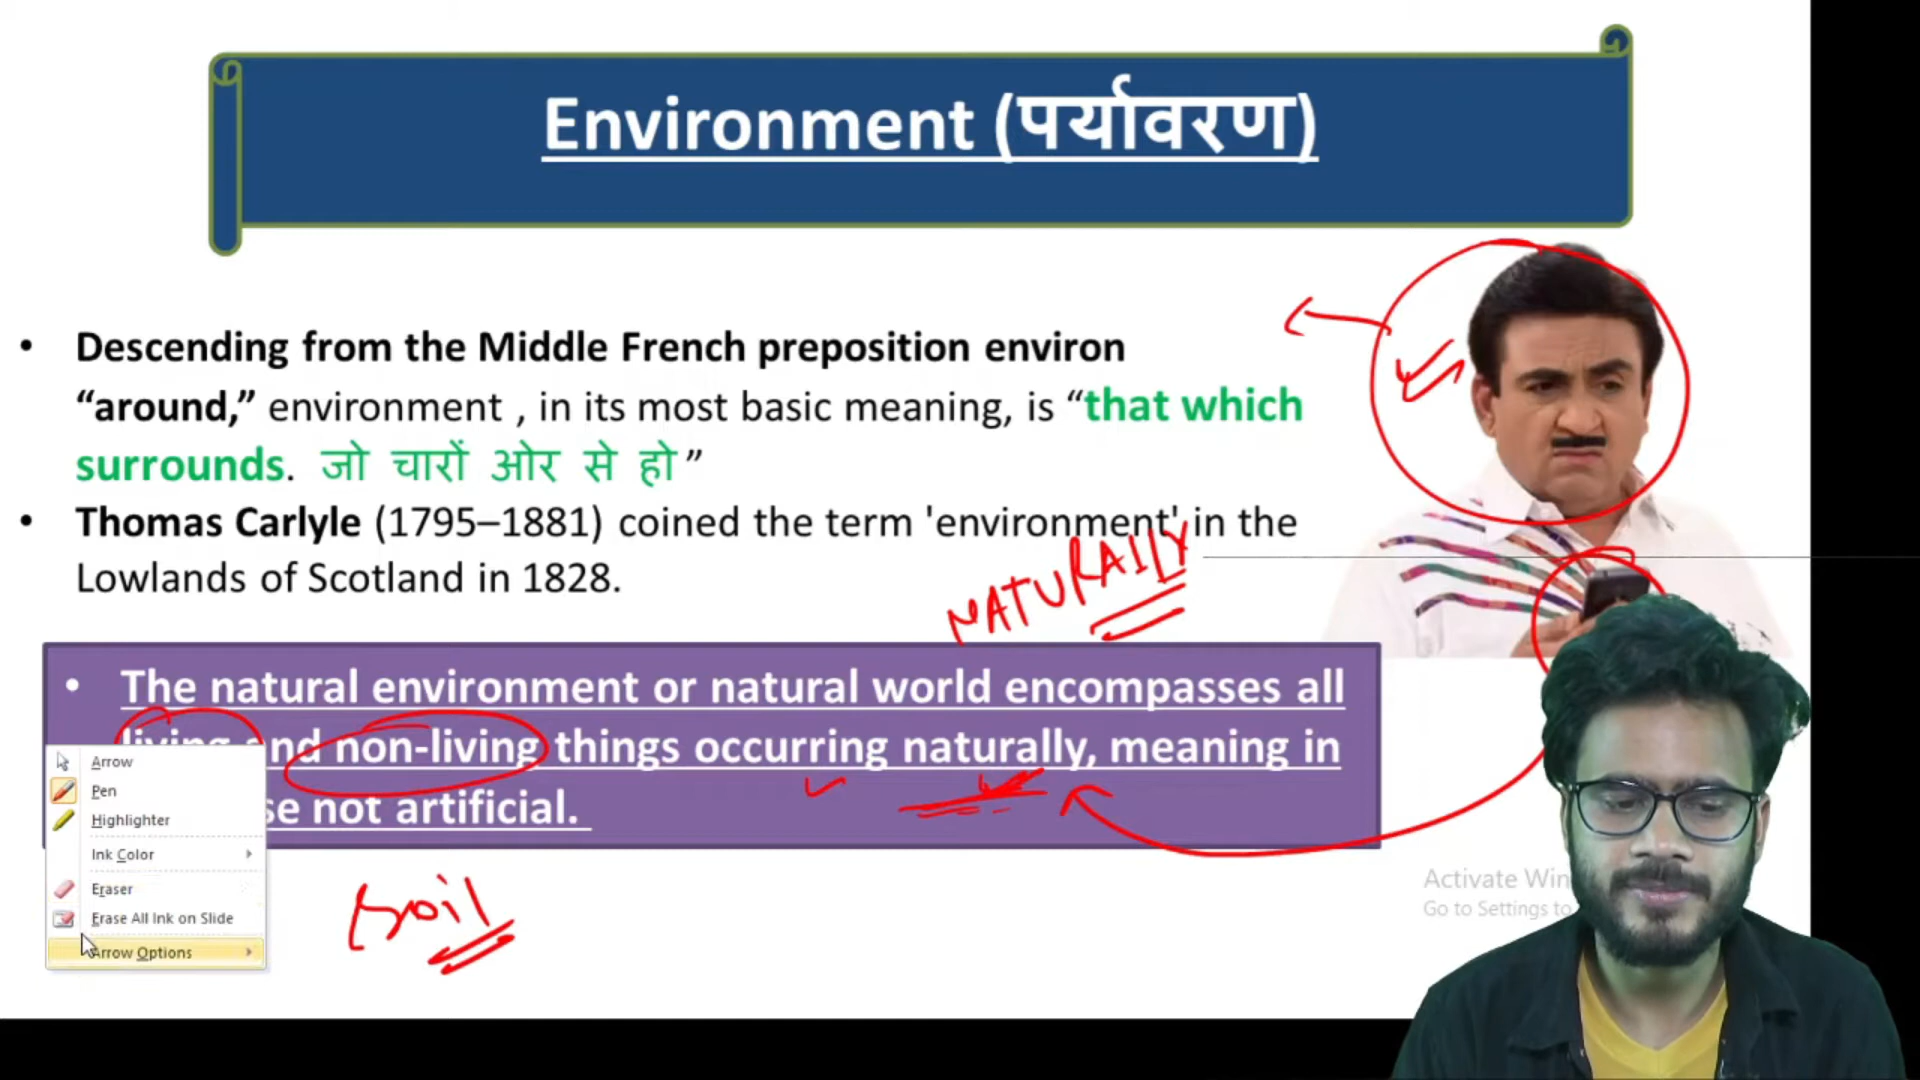 Environment (पर्यावरण)
• Descending from the Middle French preposition environ
“around,” environment , in its most basic meaning, is “that which
surrounds. जो चारों ओर से हो”
• Thomas Carlyle (1795–1881) coined the term 'environment' in the
Lowlands of Scotland in 1828.
NATURALLY
• The natural environment or natural world encompasses all
living and non-living things occurring naturally, meaning in
se not artificial.
Arrow
Pen
Highlighter
Ink Color
Eraser
Erase All Ink on Slide
Arrow Options
Soil
Activate Win
Go to Settings to